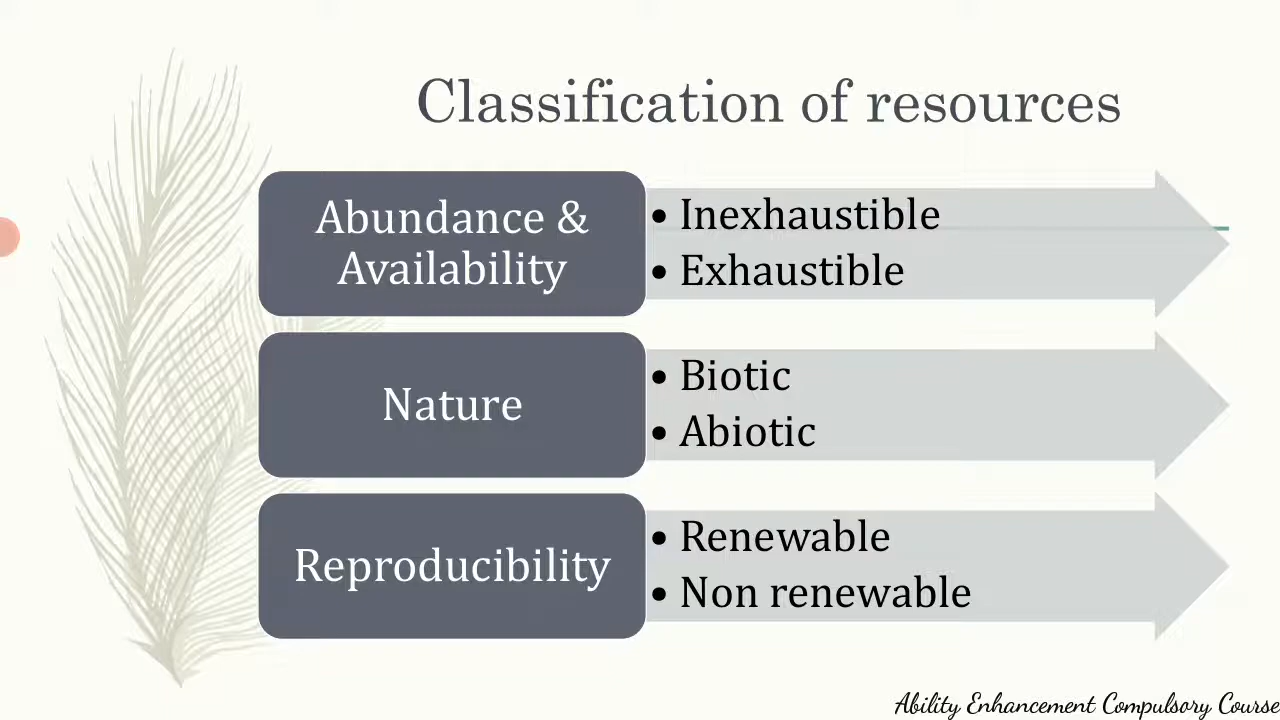 Classification of resources
Abundance &
Availability
• Inexhaustible
• Exhaustible
Nature
• Biotic
• Abiotic
Reproducibility
• Renewable
• Non renewable
Ability Enhancement Compulsory Course